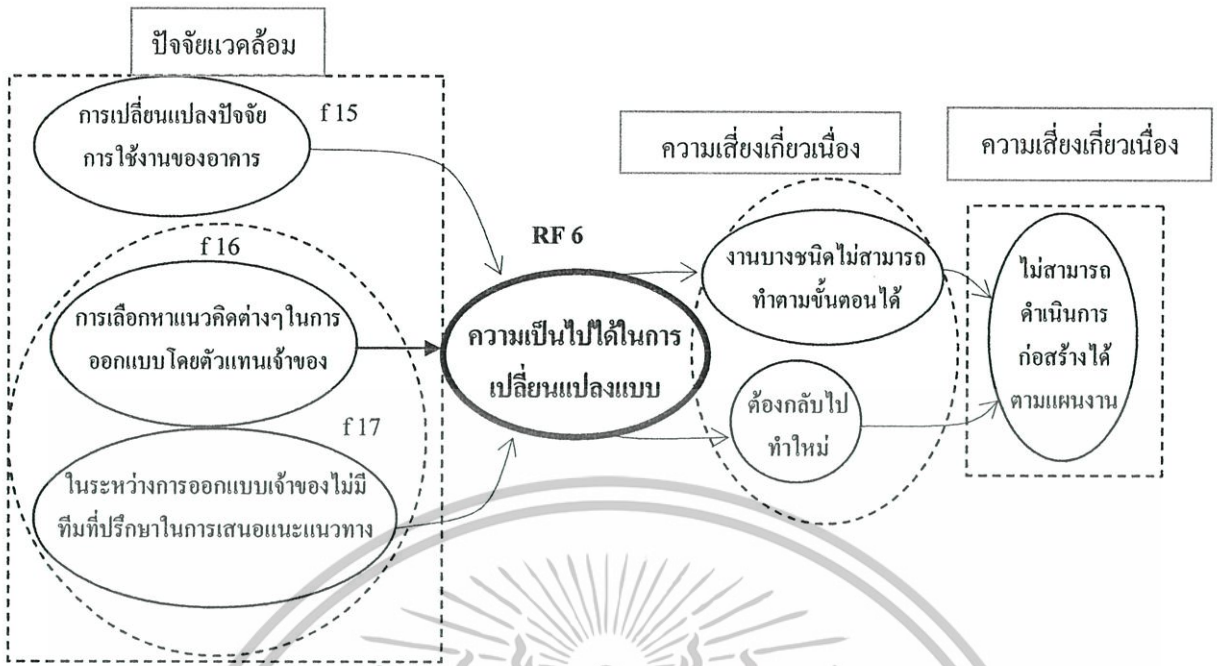 ปัจจัยแวดล้อม
การเปลี่ยนแปลงปัจจัย
การใช้งานของอาคาร
f 15
f 16
การเลือกหาแนวคิดต่างๆ ในการ
ออกแบบโดยตัวแทนเจ้าของ
f 17
ในระหว่างการออกแบบเจ้าของไม่มี
ทีมที่ปรึกษาในการเสนอแนะแนวทาง
RF 6
ความเป็นไปได้ในการ
เปลี่ยนแปลงแบบ
ความเสี่ยงเกี่ยวเนื่อง
งานบางชนิดไม่สามารถ
ทำตามขั้นตอนได้
ต้องกลับไป
ทำใหม่
ความเสี่ยงเกี่ยวเนื่อง
ไม่สามารถ
ดำเนินการ
ก่อสร้างได้
ตามแผนงาน